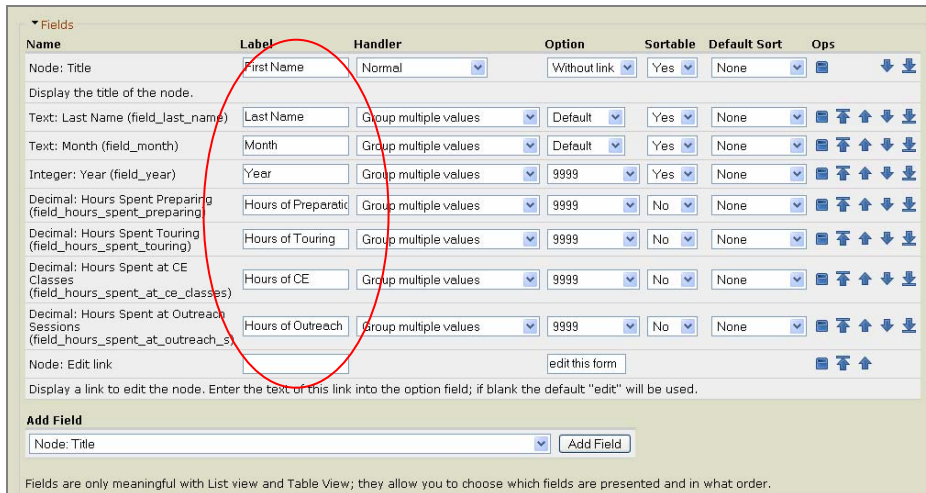 Fields
Name Label Handler Option Sortable Default Sort Ops
Node: Title First Name Normal Without link Yes None
Display the title of the node.
Text: Last Name (field_last_name) Last Name Group multiple values Default Yes None
Text: Month (field_month) Month Group multiple values Default Yes None
Integer: Year (field_year) Year Group multiple values 9999 Yes None
Decimal: Hours Spent Preparing
(field_hours_spent_preparing) Hours of Preparatic Group multiple values 9999 No None
Decimal: Hours Spent Touring
(field_hours_spent_touring) Hours of Touring Group multiple values 9999 No None
Decimal: Hours Spent at CE
Classes
(field_hours_spent_at_ce_classes) Hours of CE Group multiple values 9999 No None
Decimal: Hours Spent at Outreach
Sessions
(field_hours_spent_at_outreach_s) Hours of Outreach Group multiple values 9999 No None
Node: Edit link edit this form
Display a link to edit the node. Enter the text of this link into the option field; if blank the default "edit" will be used.
Add Field
Node: Title Add Field
Fields are only meaningful with List view and Table View; they allow you to choose which fields are presented and in what order.